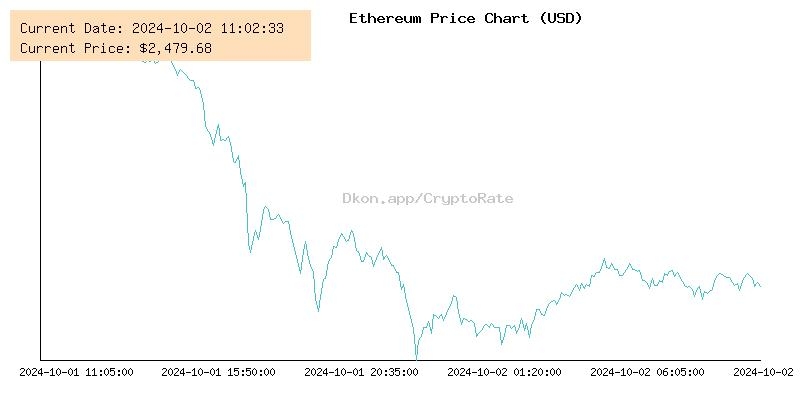 Ethereum Price Chart (USD)
Current Date: 2024-10-02 11:02:33
Current Price: $2,479.68
Dkon.app/CryptoRate
2024-10-01 11:05:00 2024-10-01 15:50:00 2024-10-01 20:35:00 2024-10-02 01:20:00 2024-10-02 06:05:00 2024-10-02